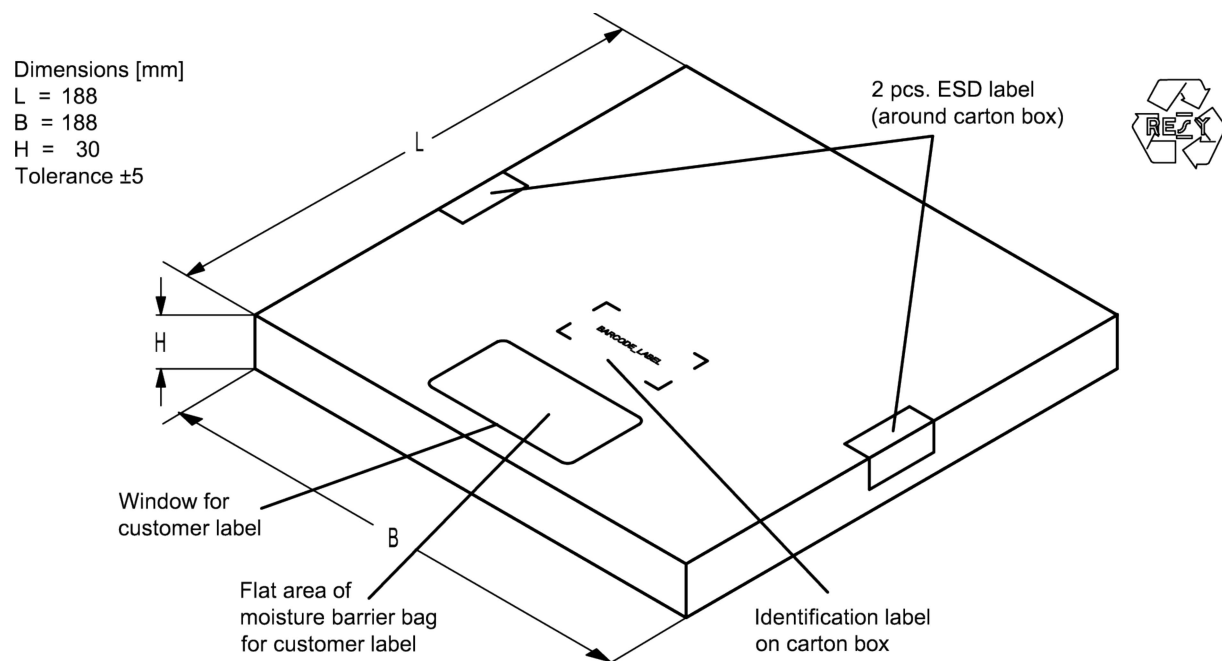 Dimensions [mm]
L = 188
B = 188
H = 30
Tolerance ±5
L
2 pcs. ESD label
(around carton box)
RESY
H
BARCODE_LABEL
Window for
customer label
B
Flat area of
moisture barrier bag
for customer label
Identification label
on carton box